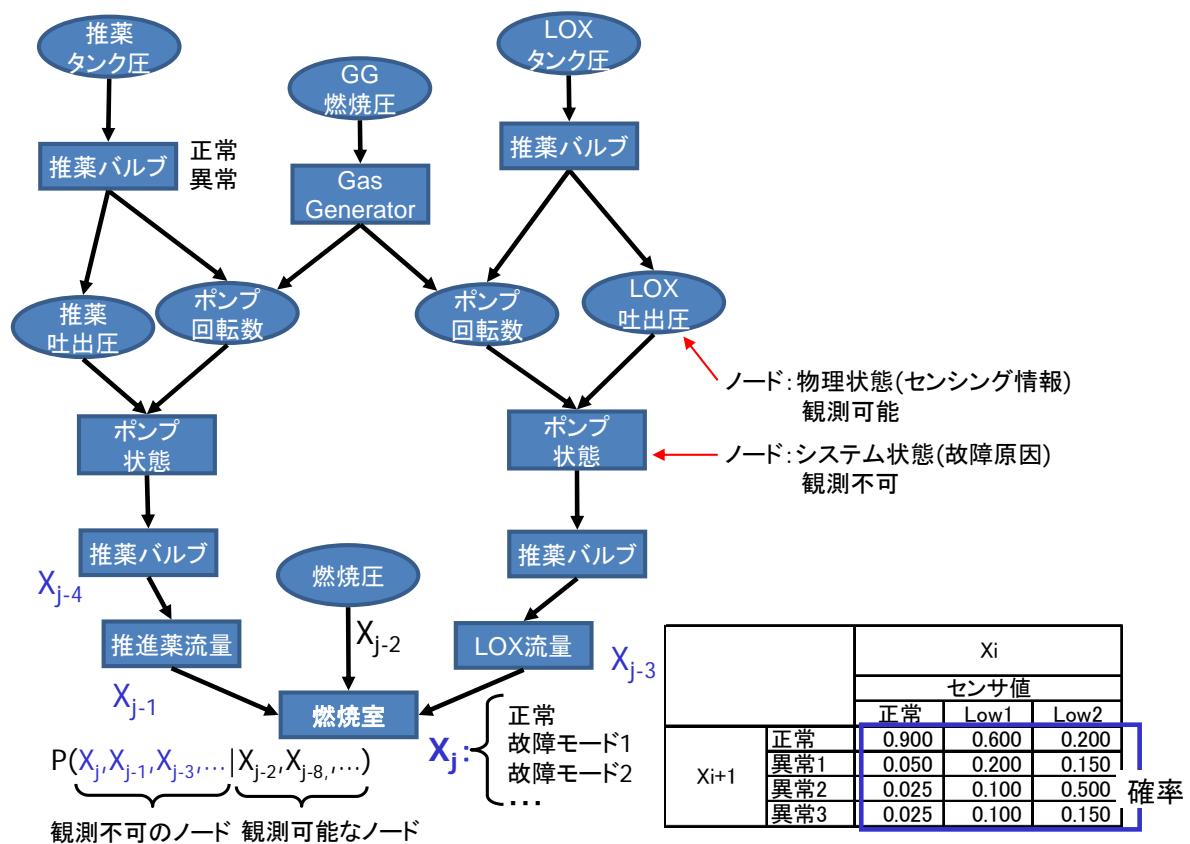 推薬
タンク圧
LOX
タンク圧
GG
燃焼圧
推薬バルブ
正常
異常
推薬バルブ
Gas
Generator
推薬
吐出圧
ポンプ
回転数
ポンプ
回転数
LOX
吐出圧
ノード：物理状態(センシング情報)
観測可能
ポンプ
状態
ポンプ
状態
ノード：システム状態(故障原因)
観測不可
推薬バルブ
燃焼圧
推薬バルブ
Xj-4
推進薬流量
Xj-2
LOX流量
Xj-3
Xj-1
燃焼室
Xj:
正常
故障モード1
故障モード2
・・・
P(Xj,Xj-1,Xj-3,…|Xj-2,Xj-8,,…)
観測不可のノード 観測可能なノード
Xi
センサ値
正常 Low1 Low2
Xi+1
正常 0.900 0.600 0.200
異常1 0.050 0.200 0.150
異常2 0.025 0.100 0.500
異常3 0.025 0.100 0.150
確率